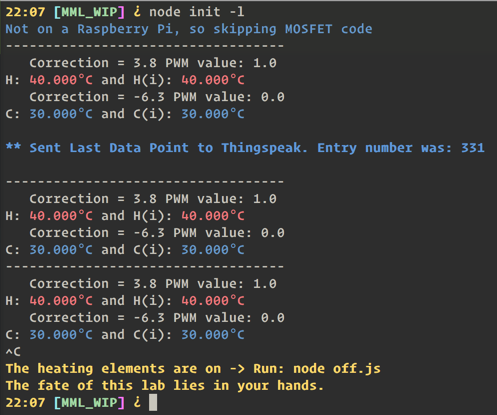 22:07 [MML_WIP] ¿ node init -l
Not on a Raspberry Pi, so skipping MOSFET code
-----------------------------------
Correction = 3.8 PWM value: 1.0
H: 40.000°C and H(i): 40.000°C
Correction = -6.3 PWM value: 0.0
C: 30.000°C and C(i): 30.000°C
** Sent Last Data Point to Thingspeak. Entry number was: 331
-----------------------------------
Correction = 3.8 PWM value: 1.0
H: 40.000°C and H(i): 40.000°C
Correction = -6.3 PWM value: 0.0
C: 30.000°C and C(i): 30.000°C
-----------------------------------
Correction = 3.8 PWM value: 1.0
H: 40.000°C and H(i): 40.000°C
Correction = -6.3 PWM value: 0.0
C: 30.000°C and C(i): 30.000°C
^C
The heating elements are on -> Run: node off.js
The fate of this lab lies in your hands.
22:07 [MML_WIP] ¿